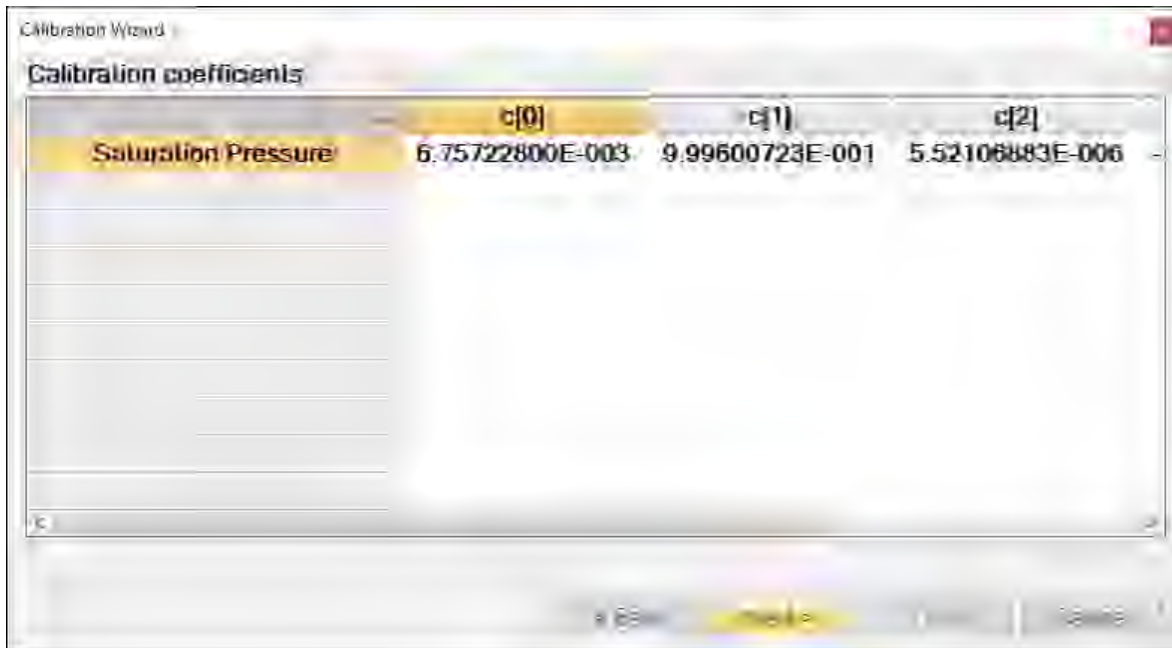 Calibration Wizard
Calibration coefficients
c[0] c[1] c[2]
Saturation Pressure 6.75722800E-003 9.99600723E-001 5.52106883E-006 -